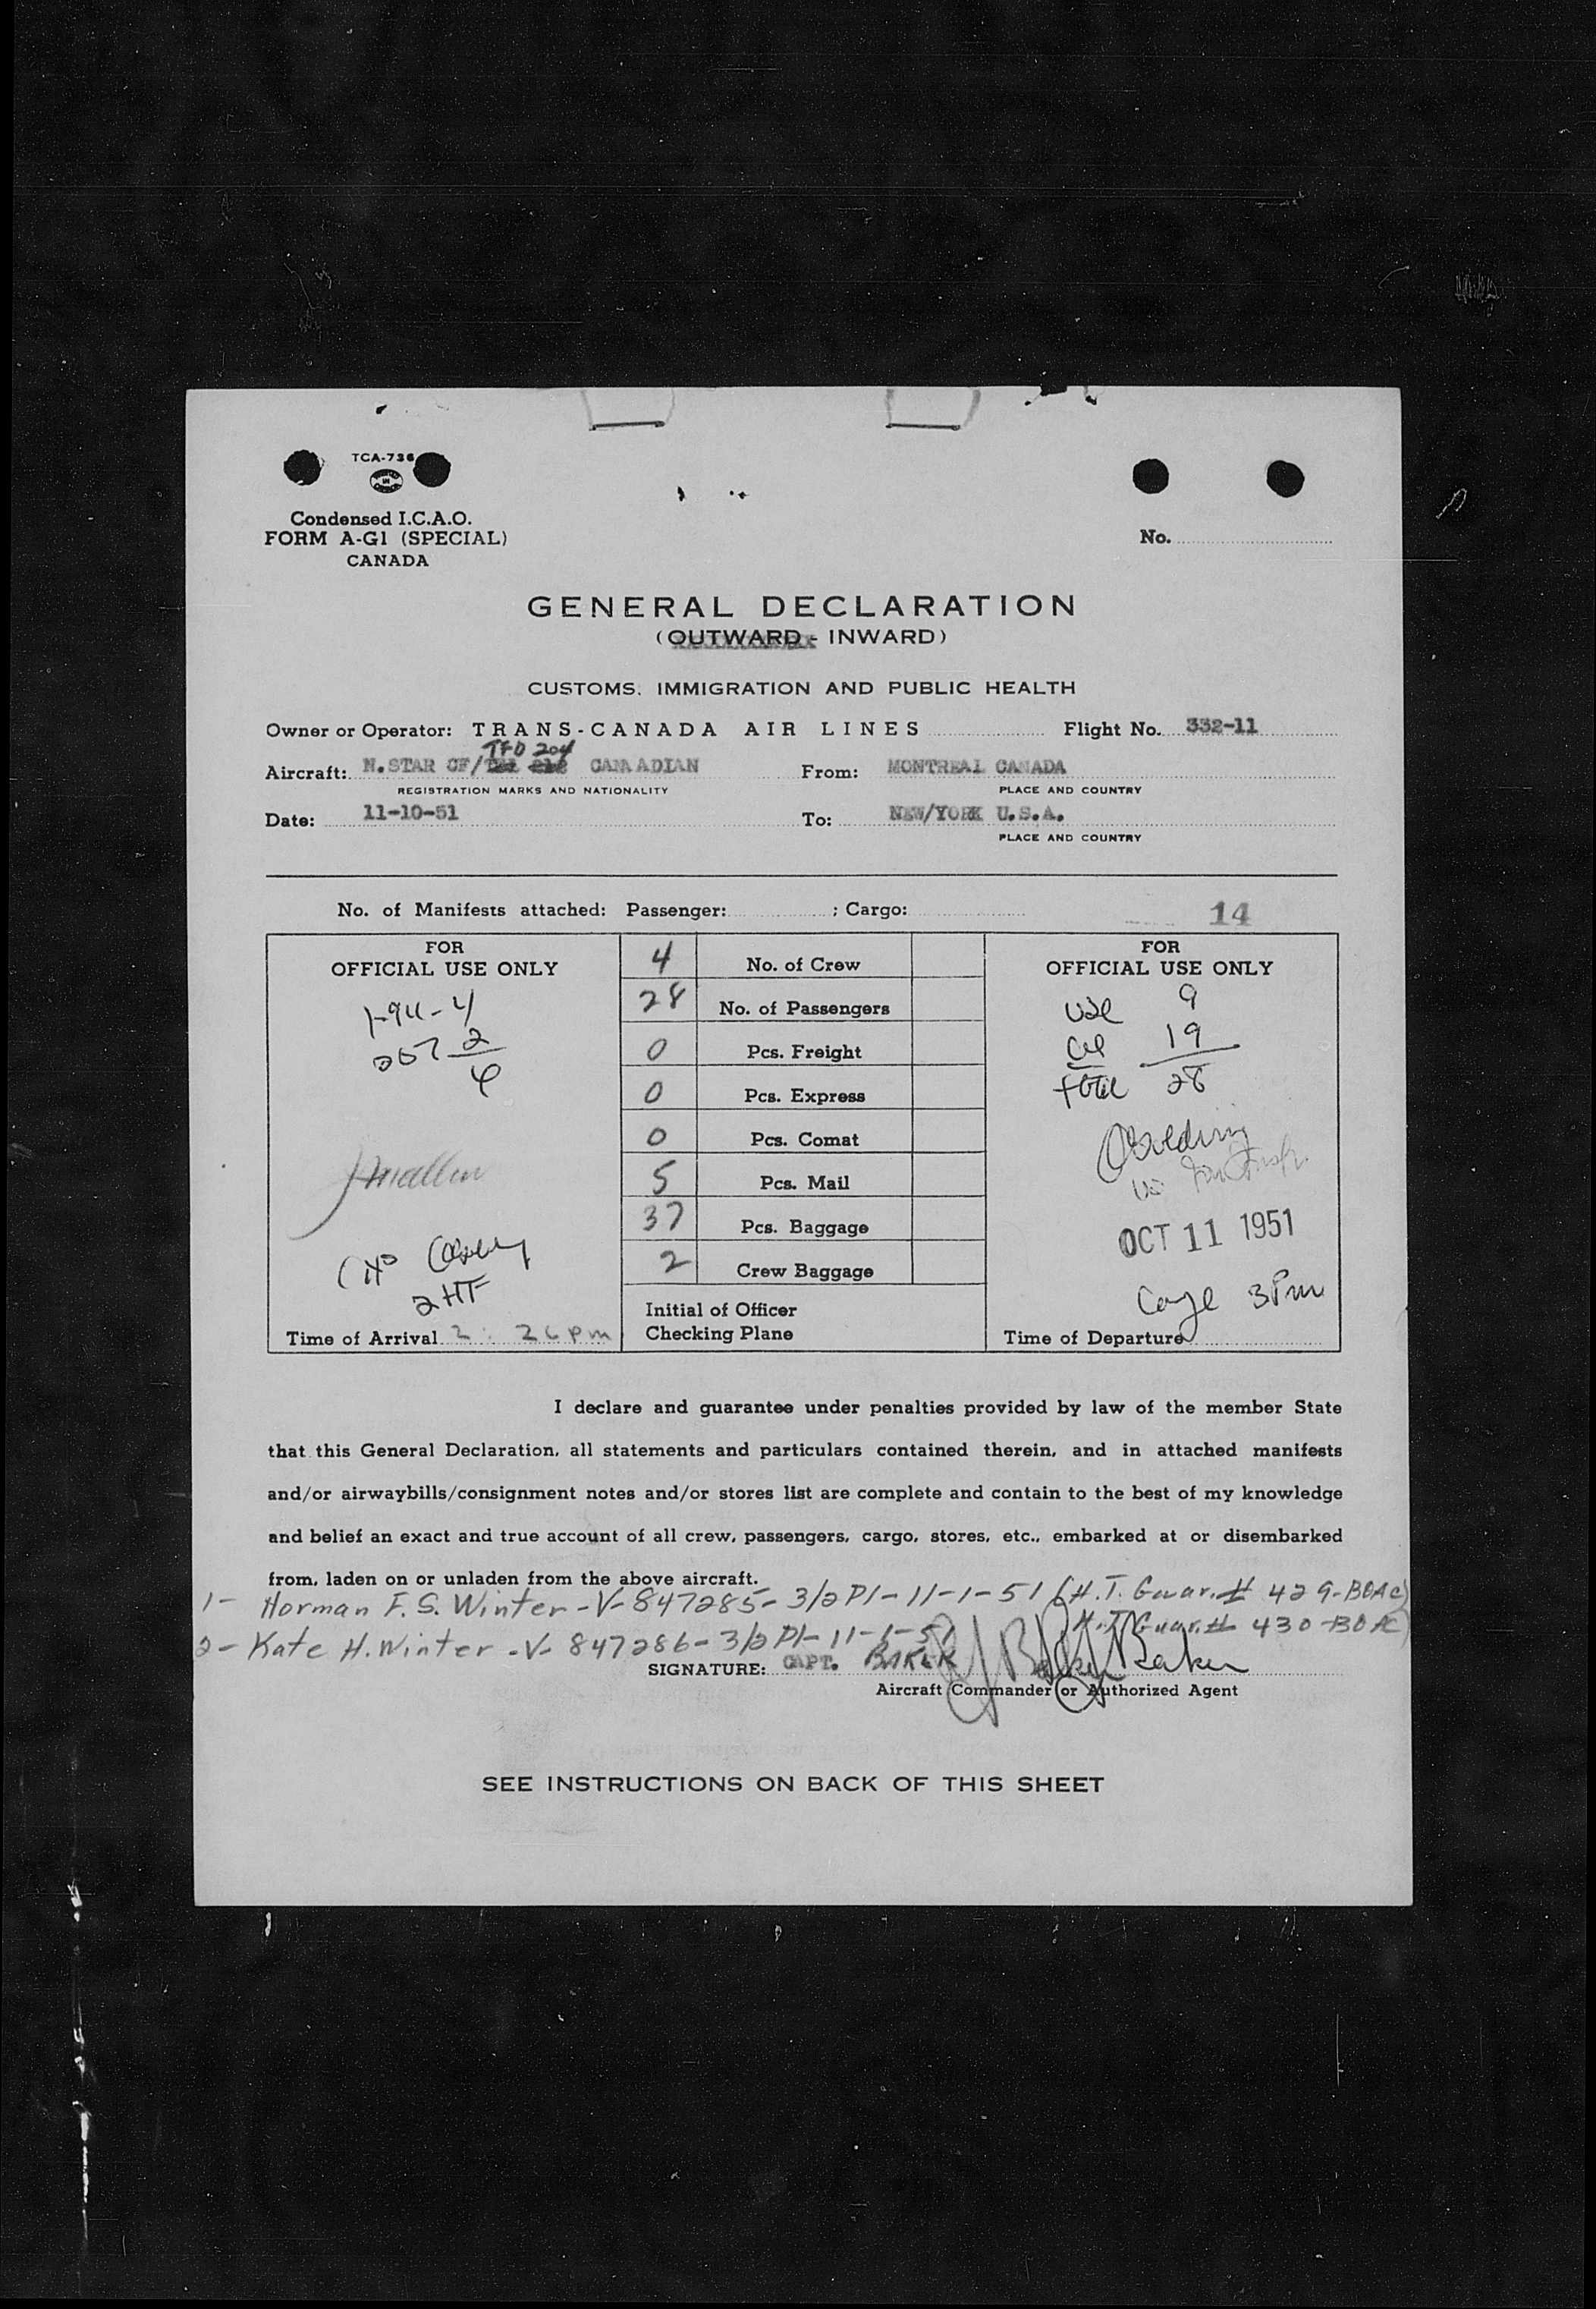 TCA-736
Condensed I.C.A.O.
FORM A-G1 (SPECIAL)
CANADA
No.
GENERAL DECLARATION
(OUTWARD - INWARD)
CUSTOMS, IMMIGRATION AND PUBLIC HEALTH
Owner or Operator: TRANS-CANADA AIR LINES Flight No. 332-11
TFD 204
Aircraft: N.STAR CF/ CANAADIAN From: MONTREAL CANADA
REGISTRATION MARKS AND NATIONALITY PLACE AND COUNTRY
Date: 11-10-51 To: NEW/YORK U.S.A.
PLACE AND COUNTRY
No. of Manifests attached: Passenger: ; Cargo: 14
FOR
OFFICIAL USE ONLY
4 No. of Crew
28 No. of Passengers
0 Pcs. Freight
0 Pcs. Express
0 Pcs. Comat
5 Pcs. Mail
37 Pcs. Baggage
2 Crew Baggage
Initial of Officer
Checking Plane
2
2HF
Time of Arrival 2: 26 pm
FOR
OFFICIAL USE ONLY
9
19
total 28
OCT 11 1951
3Pm
Time of Departure
I declare and guarantee under penalties provided by law of the member State
that this General Declaration, all statements and particulars contained therein, and in attached manifests
and/or airwaybills/consignment notes and/or stores list are complete and contain to the best of my knowledge
and belief an exact and true account of all crew, passengers, cargo, stores, etc., embarked at or disembarked
from, laden on or unladen from the above aircraft.
1- Norman F. S. Winter -V- 847285- 3/2 P1- 11-1-51 (H.T. Guar. # 429-BOAC)
2- Kate H. Winter -V- 847286- 3/2 P1- 11-1-51 H.T. Guar. # 430-BOAC)
SIGNATURE: CAPT. BAKER Baker
Aircraft Commander or Authorized Agent
SEE INSTRUCTIONS ON BACK OF THIS SHEET